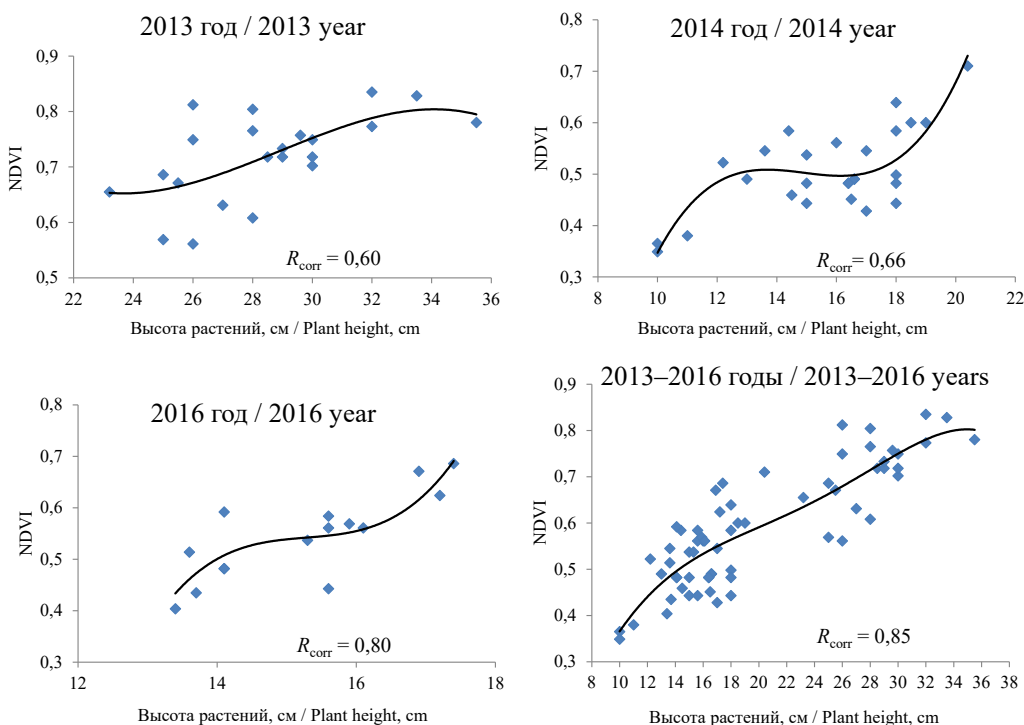 2013 год / 2013 year
0,9
0,8
0,7
0,6
0,5
NDVI
R corr = 0,60
22 24 26 28 30 32 34 36
Высота растений, см / Plant height, cm
2014 год / 2014 year
0,8
0,7
0,6
0,5
0,4
0,3
NDVI
R corr = 0,66
8 10 12 14 16 18 20 22
Высота растений, см / Plant height, cm
2016 год / 2016 year
0,8
0,7
0,6
0,5
0,4
0,3
NDVI
R corr = 0,80
12 14 16 18
Высота растений, см / Plant height, cm
2013–2016 годы / 2013–2016 years
0,9
0,8
0,7
0,6
0,5
0,4
0,3
NDVI
R corr = 0,85
8 10 12 14 16 18 20 22 24 26 28 30 32 34 36 38
Высота растений, см / Plant height, cm